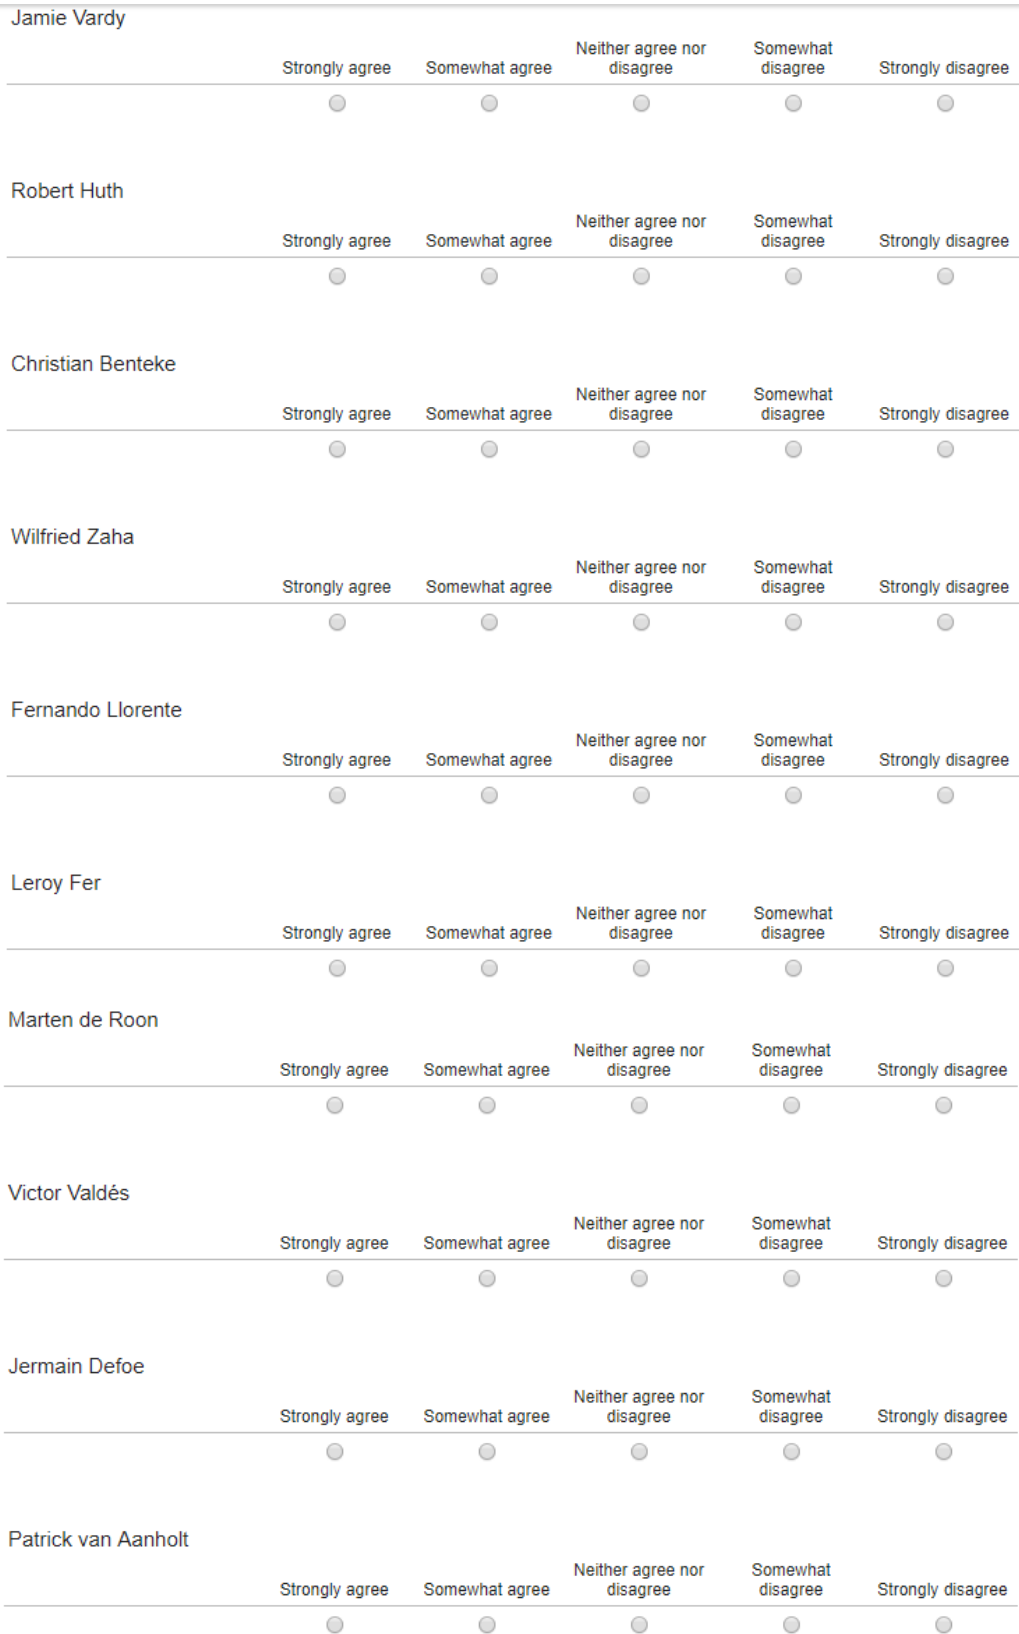 Jamie Vardy
Neither agree nor Somewhat
Strongly agree Somewhat agree disagree disagree Strongly disagree
Robert Huth
Neither agree nor Somewhat
Strongly agree Somewhat agree disagree disagree Strongly disagree
Christian Benteke
Neither agree nor Somewhat
Strongly agree Somewhat agree disagree disagree Strongly disagree
Wilfried Zaha
Neither agree nor Somewhat
Strongly agree Somewhat agree disagree disagree Strongly disagree
Fernando Llorente
Neither agree nor Somewhat
Strongly agree Somewhat agree disagree disagree Strongly disagree
Leroy Fer
Neither agree nor Somewhat
Strongly agree Somewhat agree disagree disagree Strongly disagree
Marten de Roon
Neither agree nor Somewhat
Strongly agree Somewhat agree disagree disagree Strongly disagree
Victor Valdés
Neither agree nor Somewhat
Strongly agree Somewhat agree disagree disagree Strongly disagree
Jermain Defoe
Neither agree nor Somewhat
Strongly agree Somewhat agree disagree disagree Strongly disagree
Patrick van Aanholt
Neither agree nor Somewhat
Strongly agree Somewhat agree disagree disagree Strongly disagree